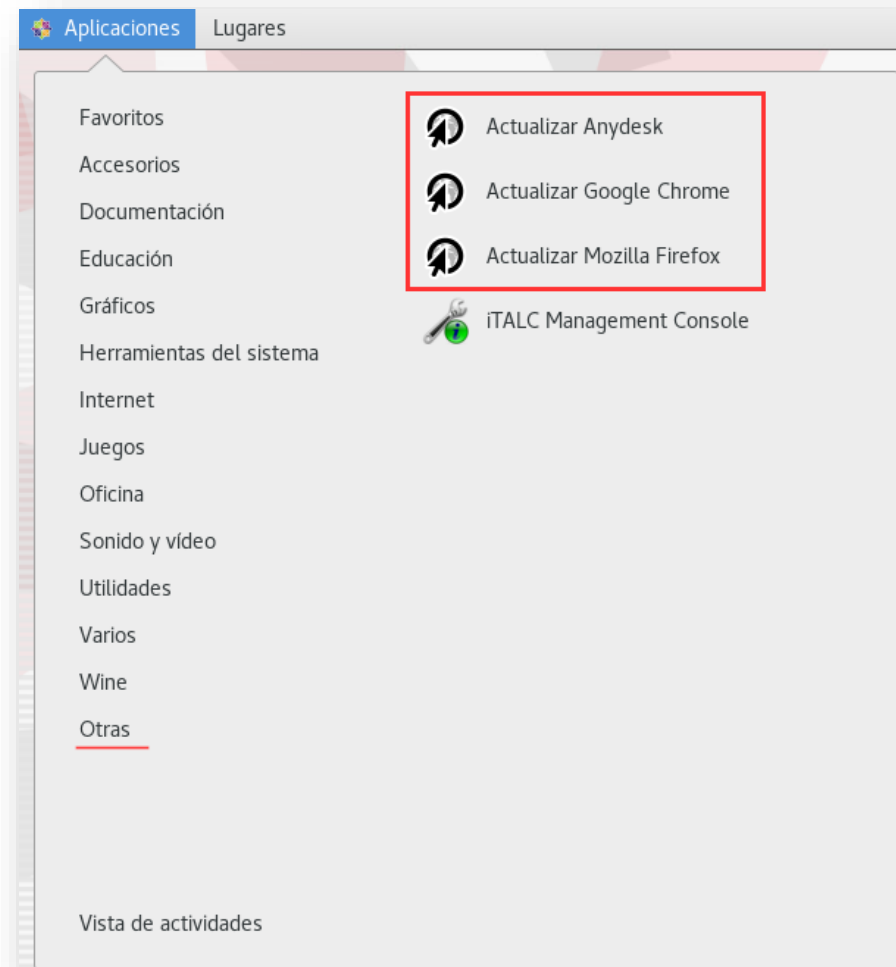 Aplicaciones Lugares
Favoritos
Accesorios
Documentación
Educación
Gráficos
Herramientas del sistema
Internet
Juegos
Oficina
Sonido y vídeo
Utilidades
Varios
Wine
Otras
Vista de actividades
Actualizar Anydesk
Actualizar Google Chrome
Actualizar Mozilla Firefox
iTALC Management Console